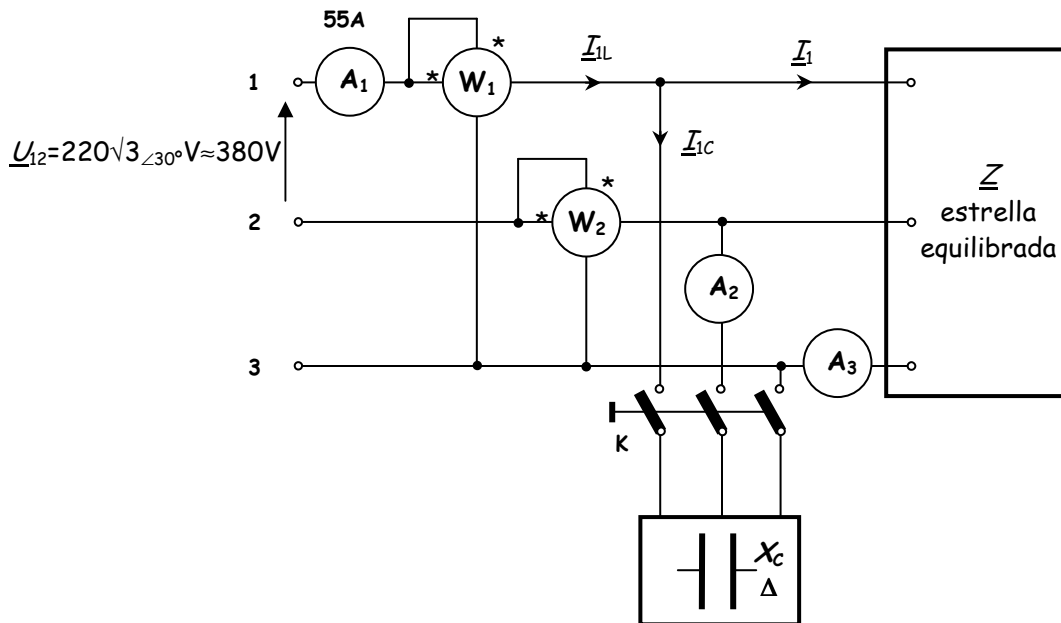 55A
I1L
I1
1
A1
*
*
W1
I1C
U12=220√3∠30°V≈380V
Z
estrella
equilibrada
*
2
*
W2
A2
3
A3
K
XC
Δ